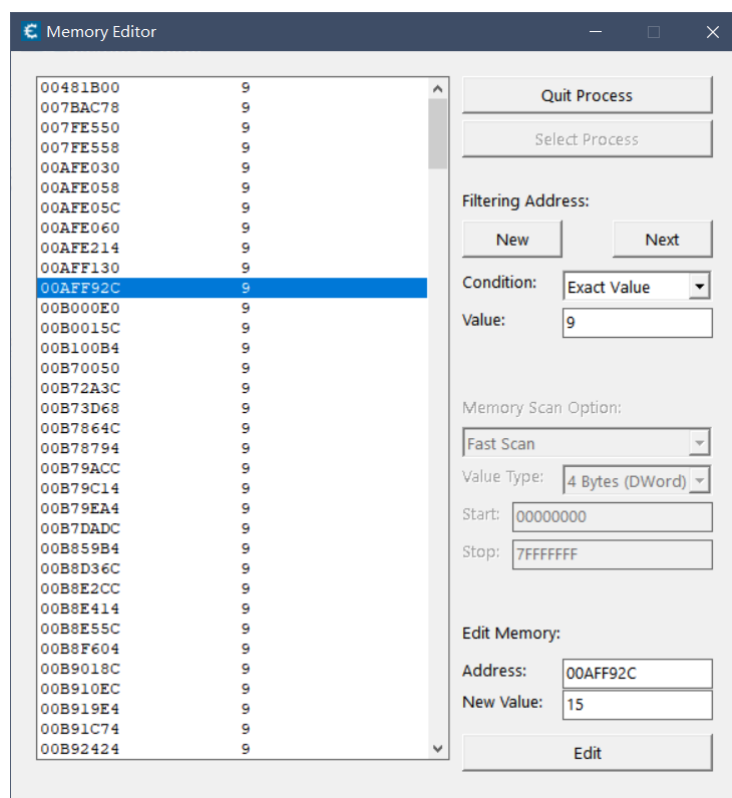 Memory Editor
00481B00 9
007BAC78 9
007FE550 9
007FE558 9
00AFE030 9
00AFE058 9
00AFE05C 9
00AFE060 9
00AFE214 9
00AFF130 9
00AFF92C 9
00B000E0 9
00B0015C 9
00B100B4 9
00B70050 9
00B72A3C 9
00B73D68 9
00B7864C 9
00B78794 9
00B79ACC 9
00B79C14 9
00B79EA4 9
00B7DADC 9
00B859B4 9
00B8D36C 9
00B8E2CC 9
00B8E414 9
00B8E55C 9
00B8F604 9
00B9018C 9
00B910EC 9
00B919E4 9
00B91C74 9
00B92424 9
Quit Process
Select Process
Filtering Address:
New Next
Condition: Exact Value
Value: 9
Memory Scan Option:
Fast Scan
Value Type: 4 Bytes (DWord)
Start: 00000000
Stop: 7FFFFFFF
Edit Memory:
Address: 00AFF92C
New Value: 15
Edit